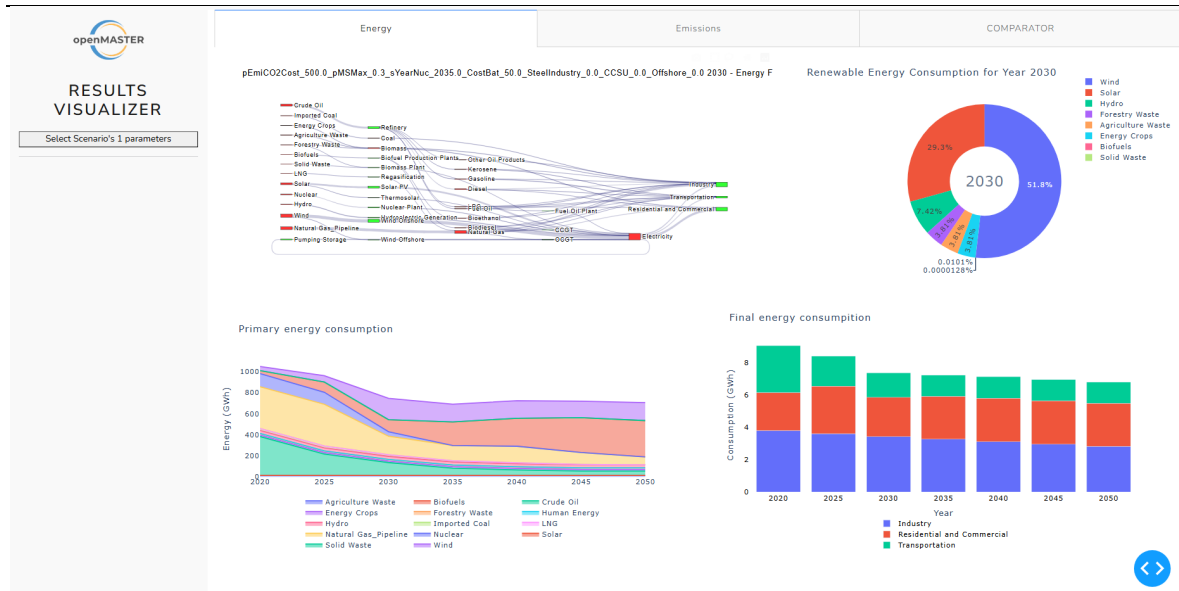 openMASTER
RESULTS
VISUALIZER
Select Scenario's 1 parameters
Energy
Emissions
COMPARATOR
pEmiCO2Cost_500.0_pMSMax_0.3_sYearNuc_2035.0_CostBat_50.0_SteelIndustry_0.0_CCSU_0.0_Offshore_0.0 2030 - Energy F
Crude Oil
Imported Coal
Energy Crops
Agriculture Waste
Forestry Waste
Biofuels
Solid Waste
LNG
Solar
Nuclear
Hydro
Wind
Natural Gas_Pipeline
Pumping Storage
Refinery
Coal
Biomass
Biofuel Production Plants
Biomass Plant
Regasification
Solar PV
Thermosolar
Nuclear Plant
Hydroelectric Generation
Wind Onshore
Wind Offshore
Other Oil Products
Kerosene
Gasoline
Diesel
Fuel Oil
Bioethanol
Biodiesel
Natural Gas
Fuel Oil Plant
CCGT
OCGT
Electricity
Industry
Transportation
Residential and Commercial
Renewable Energy Consumption for Year 2030
2030
51.8%
29.3%
7.42%
3.81%
3.81%
3.81%
0.0101%
0.0000128%
Wind
Solar
Hydro
Forestry Waste
Agriculture Waste
Energy Crops
Biofuels
Solid Waste
Primary energy consumption
Energy (GWh)
1000
800
600
400
200
0
2020 2025 2030 2035 2040 2045 2050
Agriculture Waste Biofuels Crude Oil
Energy Crops Forestry Waste Human Energy
Hydro Imported Coal LNG
Natural Gas_Pipeline Nuclear Solar
Solid Waste Wind
Final energy consumpition
Consumption (GWh)
8
6
4
2
0
2020 2025 2030 2035 2040 2045 2050
Year
Industry
Residential and Commercial
Transportation